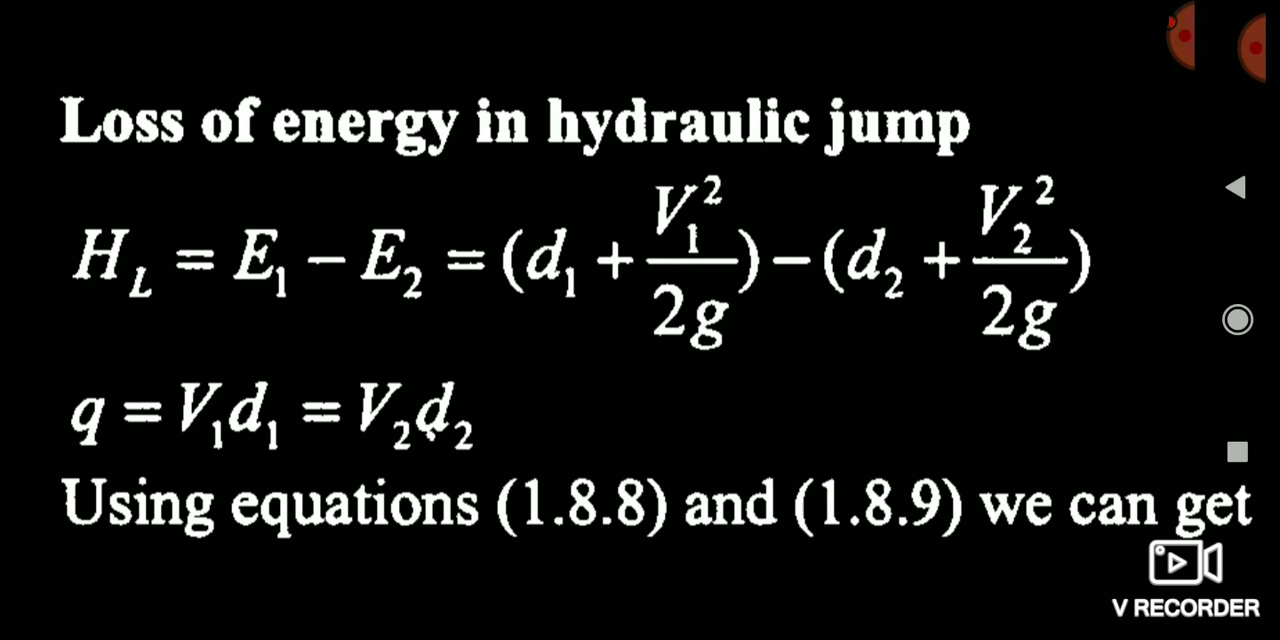 Loss of energy in hydraulic jump
H_L = E_1 − E_2 = (d_1 + V_1^2/2g) − (d_2 + V_2^2/2g)
q = V_1d_1 = V_2d_2
Using equations (1.8.8) and (1.8.9) we can get
V RECORDER